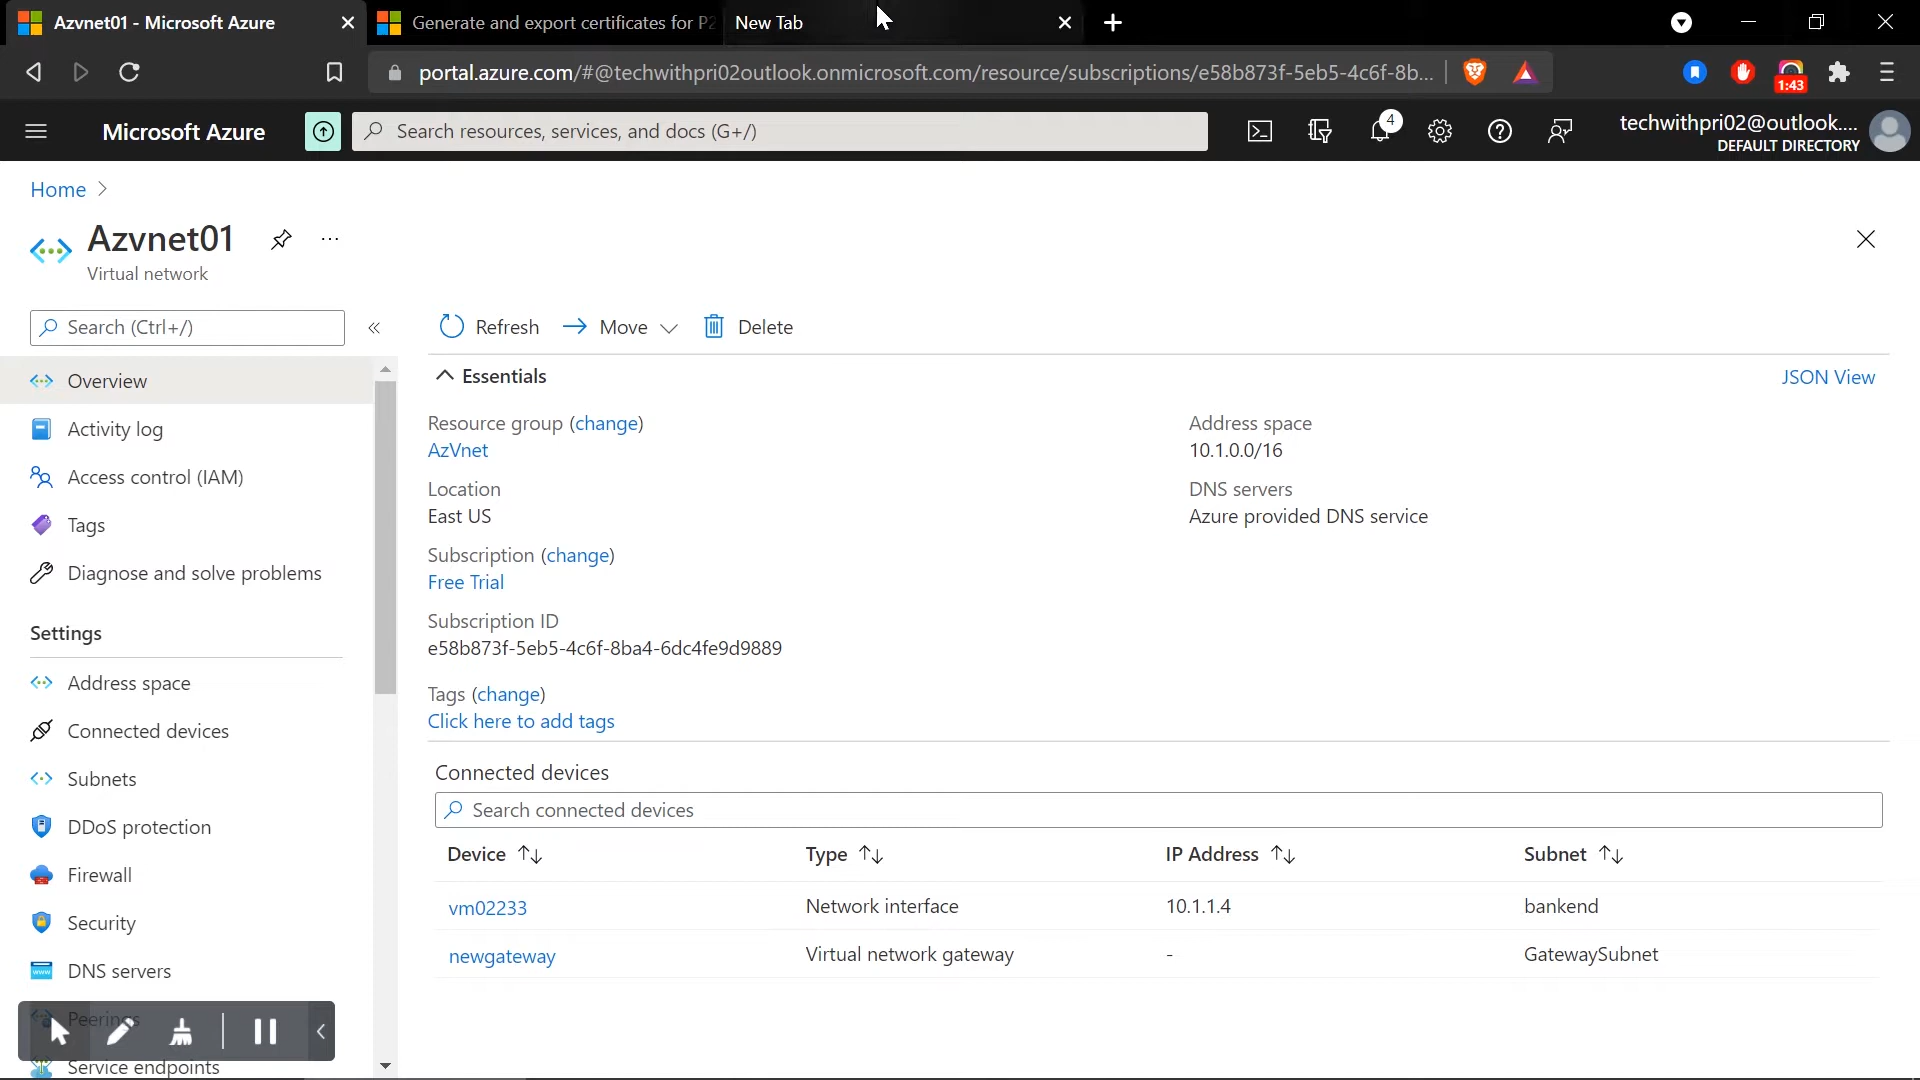 Azvnet01 - Microsoft Azure
Generate and export certificates for P2
New Tab
portal.azure.com/#@techwithpri02outlook.onmicrosoft.com/resource/subscriptions/e58b873f-5eb5-4c6f-8b...
1:43
Microsoft Azure
Search resources, services, and docs (G+/)
4
techwithpri02@outlook....
DEFAULT DIRECTORY
Home
Azvnet01
...
Virtual network
Search (Ctrl+/)
Refresh
Move
Delete
Overview
Activity log
Access control (IAM)
Tags
Diagnose and solve problems
Settings
Address space
Connected devices
Subnets
DDoS protection
Firewall
Security
DNS servers
Peerings
Service endpoints
Essentials
JSON View
Resource group (change)
AzVnet
Location
East US
Subscription (change)
Free Trial
Subscription ID
e58b873f-5eb5-4c6f-8ba4-6dc4fe9d9889
Tags (change)
Click here to add tags
Address space
10.1.0.0/16
DNS servers
Azure provided DNS service
Connected devices
Search connected devices
Device Type IP Address Subnet
vm02233 Network interface 10.1.1.4 bankend
newgateway Virtual network gateway - GatewaySubnet